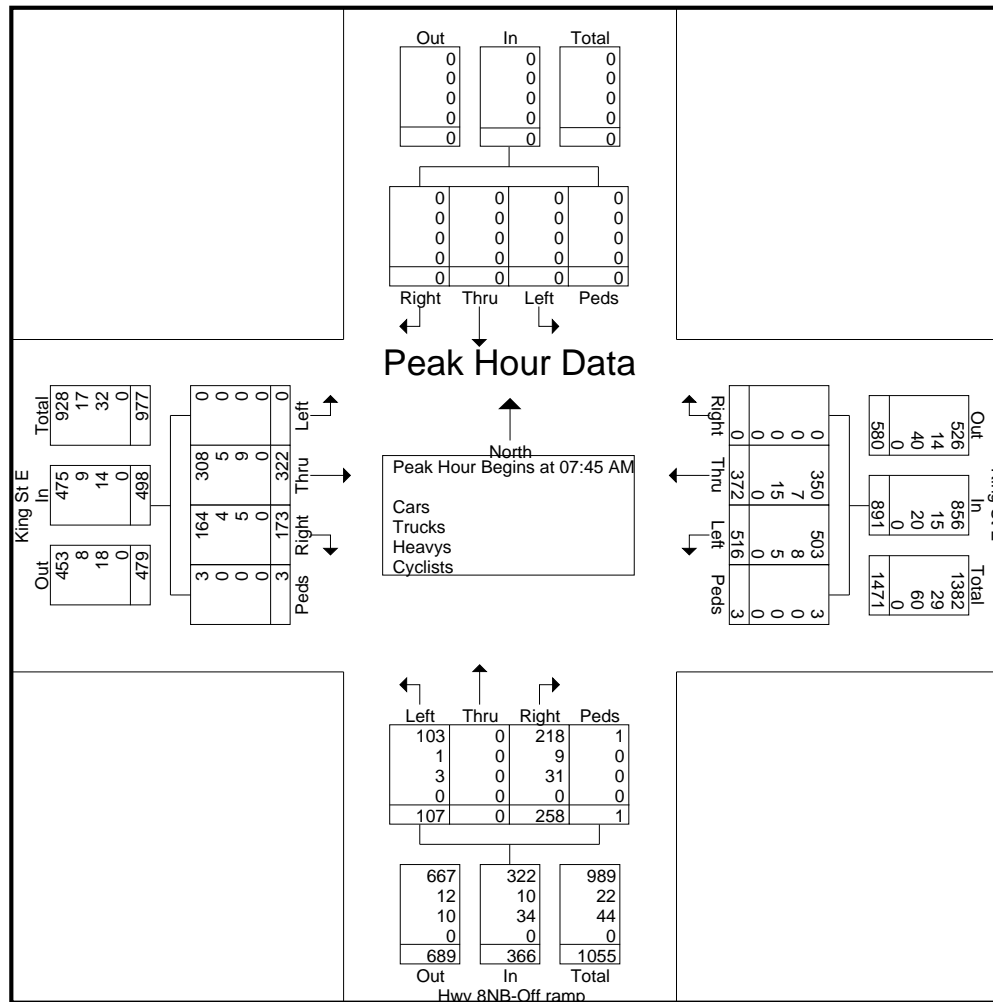 Out In Total
0 0 0
0 0 0
0 0 0
0 0 0
0 0 0
0 0 0 0
0 0 0 0
0 0 0 0
0 0 0 0
0 0 0 0
Right Thru Left Peds
Peak Hour Data
North
Peak Hour Begins at 07:45 AM
Cars
Trucks
Heavys
Cyclists
King St E
Total
928 17 32 0 977
In
475 9 14 0 498
Out
453 8 18 0 479
0 0 0 0 0 Left
308 5 9 0 322 Thru
164 4 5 0 173 Right
3 0 0 0 3 Peds
Right 0 0 0 0 0
Thru 372 0 15 7 350
Left 516 0 5 8 503
Peds 3 0 0 0 3
Out
526 14 40 0 580
In
856 15 20 0 891
Total
1382 29 60 0 1471
Left Thru Right Peds
103 0 218 1
1 0 9 0
3 0 31 0
0 0 0 0
107 0 258 1
667 322 989
12 10 22
10 34 44
0 0 0
689 366 1055
Out In Total
Hwy 8NB-Off ramp